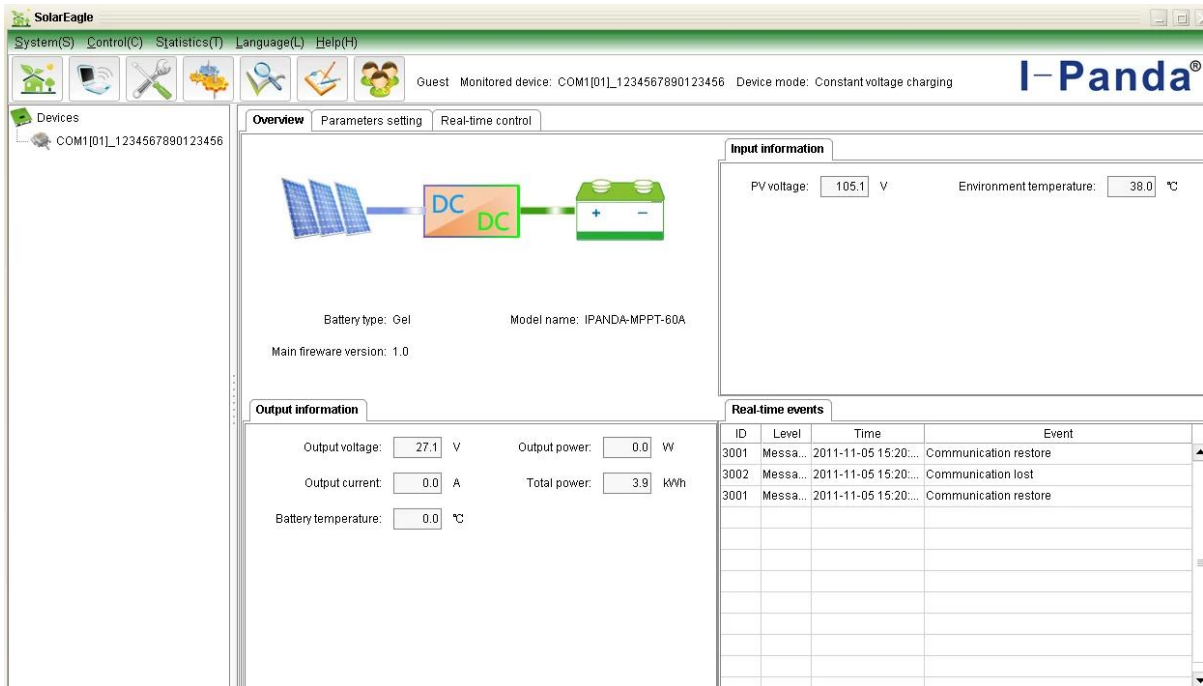 SolarEagle
System(S) Control(C) Statistics(T) Language(L) Help(H)
Guest Monitored device: COM1[01]_1234567890123456 Device mode: Constant voltage charging
I-Panda®
Devices
COM1[01]_1234567890123456
Overview Parameters setting Real-time control
DC
DC
+ −
Battery type: Gel Model name: IPANDA-MPPT-60A
Main fireware version: 1.0
Input information
PV voltage: 105.1 V Environment temperature: 38.0 °C
Output information
Output voltage: 27.1 V Output power: 0.0 W
Output current: 0.0 A Total power: 3.9 kWh
Battery temperature: 0.0 °C
Real-time events
ID Level Time Event
3001 Messa... 2011-11-05 15:20:... Communication restore
3002 Messa... 2011-11-05 15:20:... Communication lost
3001 Messa... 2011-11-05 15:20:... Communication restore